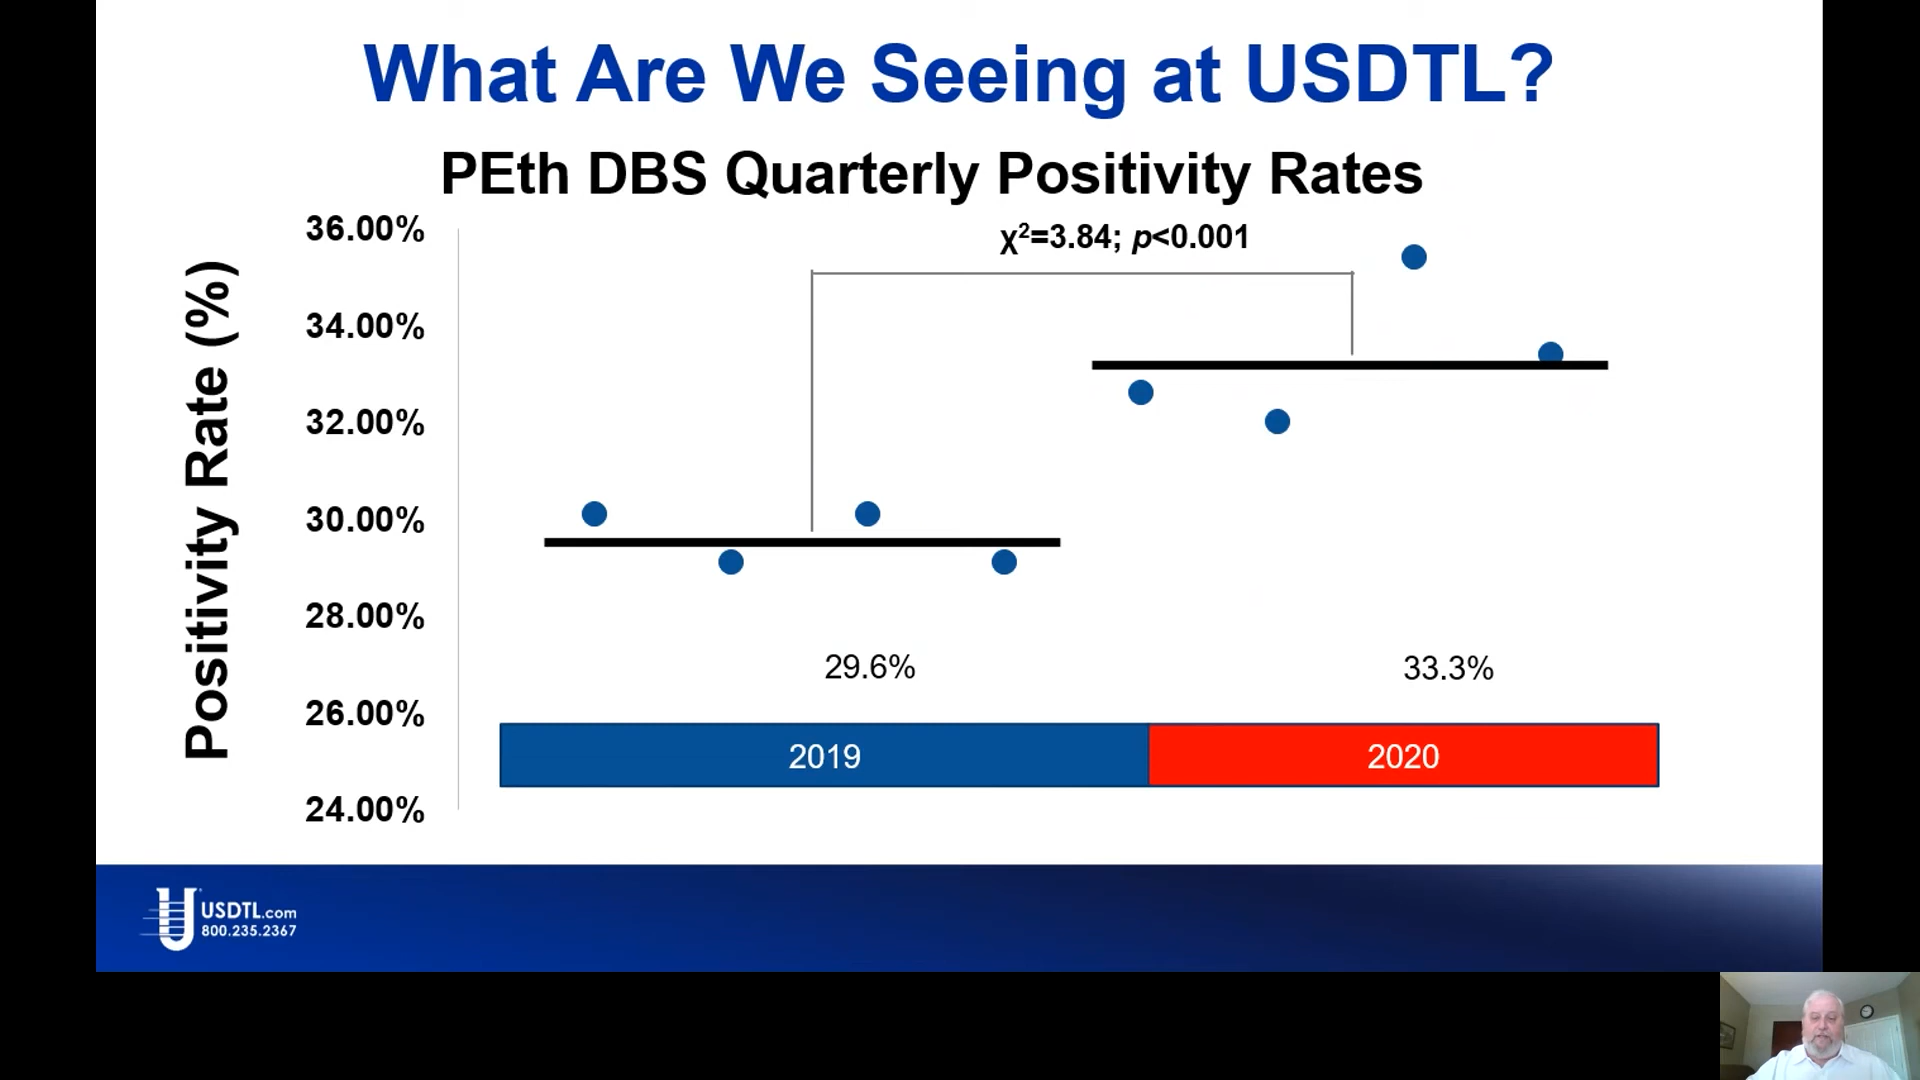 What Are We Seeing at USDTL?
PEth DBS Quarterly Positivity Rates
χ²=3.84; p<0.001
Positivity Rate (%)
36.00%
34.00%
32.00%
30.00%
28.00%
26.00%
24.00%
29.6%
33.3%
2019
2020
USDTL.com
800.235.2367